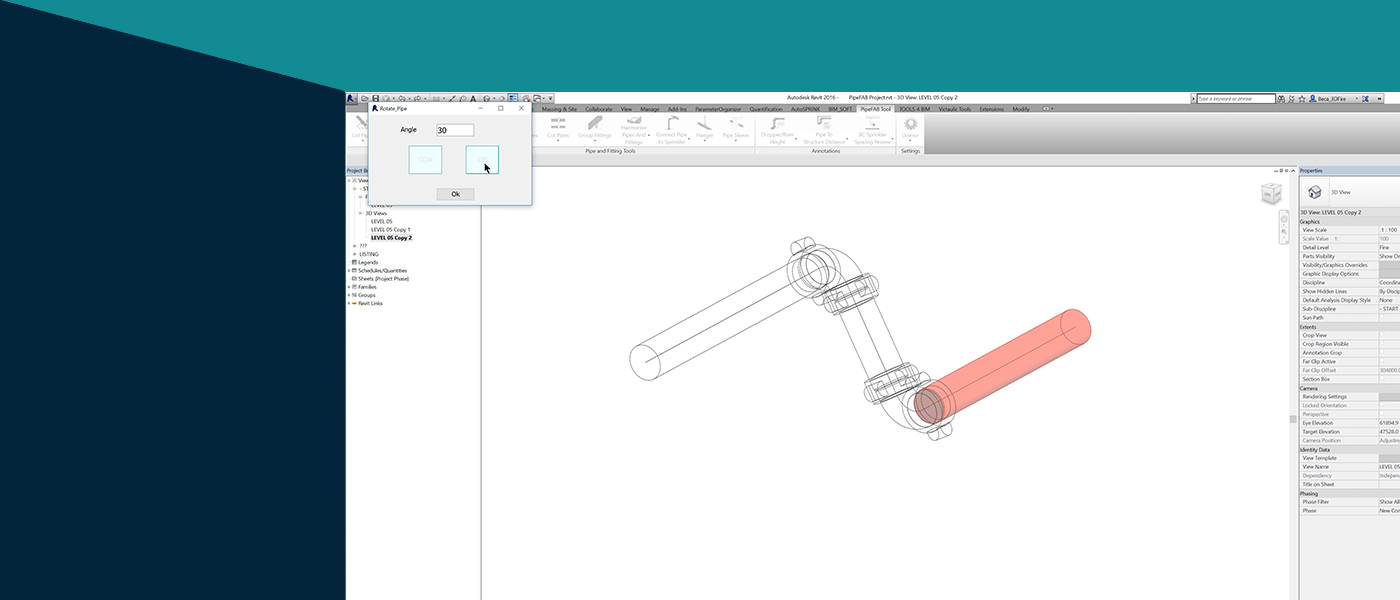 Autodesk Revit 2016 - PipeFAB Project.rvt - 3D View: LEVEL 05 Copy 2
Type a keyword or phrase
Beca_3DFire
Rotate_Pipe
Massing & Site Collaborate View Manage Add-Ins ParameterOrganizer Quantification AutoSPRINK BIM_SOFT PipeFAB Tool TOOLS 4 BIM Victaulic Tools Extensions Modify
Angle 30
Cut Pipes
Group Fittings
Harmonise Pipes And Fittings
Connect Pipe to Sprinkler
Hanger
Pipe Sleeve
Dropper/Riser Height
Pipe To Structure Distance
BC Sprinkler Spacing Review
License
Pipe and Fitting Tools
Annotations
Settings
CCW
CW
Ok
3D Views
LEVEL 05
LEVEL 05 Copy 1
LEVEL 05 Copy 2
???
LISTING
Legends
Schedules/Quantities
Sheets (Project Phase)
Families
Groups
Revit Links
Properties
3D View
3D View: LEVEL 05 Copy 2
Graphics
View Scale 1 : 100
Scale Value 1: 100
Detail Level Fine
Parts Visibility Show Or
Visibility/Graphics Overrides
Graphic Display Options
Discipline Coordina
Show Hidden Lines By Discip
Default Analysis Display Style None
Sub-Discipline - START
Sun Path
Extents
Crop View
Crop Region Visible
Annotation Crop
Far Clip Active
Far Clip Offset 304800.0
Section Box
Camera
Rendering Settings
Locked Orientation
Perspective
Eye Elevation 61894.9
Target Elevation 47528.0
Camera Position Adjustin
Identity Data
View Template
View Name LEVEL 05
Dependency Indepen
Title on Sheet
Phasing
Phase Filter Show All
Phase New Con